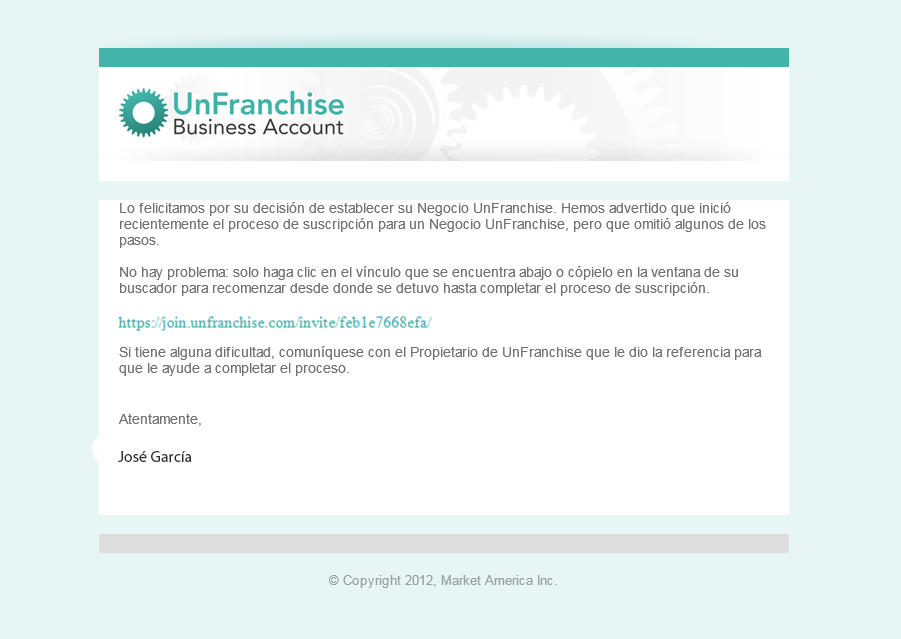 UnFranchise
Business Account
Lo felicitamos por su decisión de establecer su Negocio UnFranchise. Hemos advertido que inició
recientemente el proceso de suscripción para un Negocio UnFranchise, pero que omitió algunos de los
pasos.
No hay problema: solo haga clic en el vínculo que se encuentra abajo o cópielo en la ventana de su
buscador para recomenzar desde donde se detuvo hasta completar el proceso de suscripción.
https://join.unfranchise.com/invite/feb1e7668efa/
Si tiene alguna dificultad, comuníquese con el Propietario de UnFranchise que le dio la referencia para
que le ayude a completar el proceso.
Atentamente,
José García
© Copyright 2012, Market America Inc.